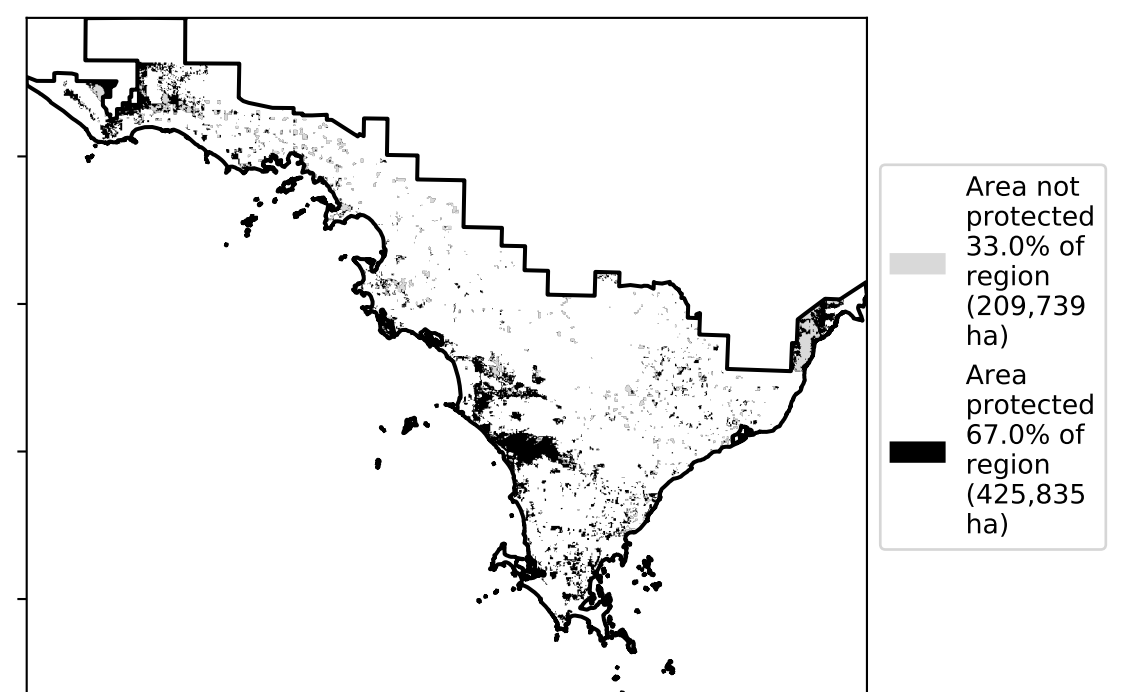 Area not
protected
33.0% of
region
(209,739
ha)
Area
protected
67.0% of
region
(425,835
ha)